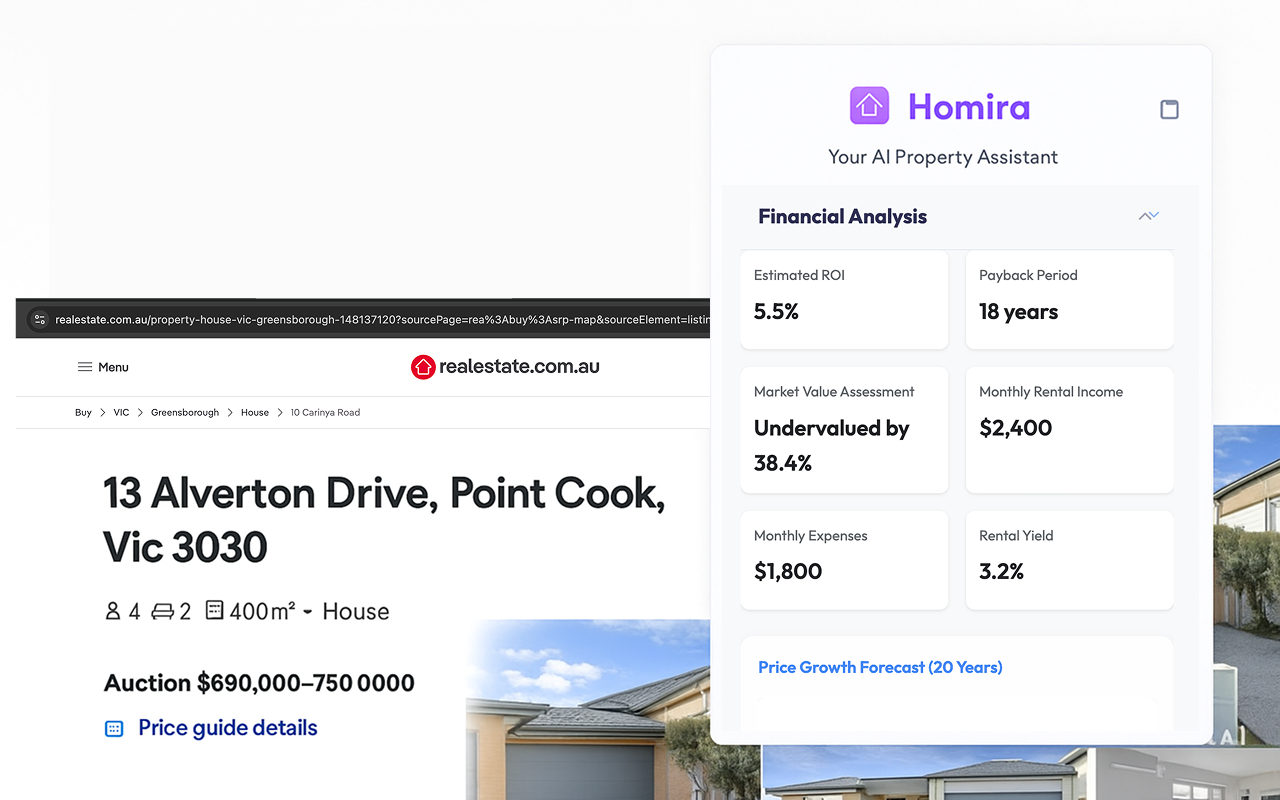 Homira
Your AI Property Assistant
Financial Analysis
Estimated ROI
5.5%
Payback Period
18 years
Market Value Assessment
Undervalued by
38.4%
Monthly Rental Income
$2,400
Monthly Expenses
$1,800
Rental Yield
3.2%
Price Growth Forecast (20 Years)
realestate.com.au/property-house-vic-greensborough-148137120?sourcePage=rea%3Abuy%3Asrp-map&sourceElement=listin
Menu
realestate.com.au
Buy > VIC > Greensborough > House > 10 Carinya Road
13 Alverton Drive, Point Cook,
Vic 3030
4 2 400 m² - House
Auction $690,000–750 0000
Price guide details